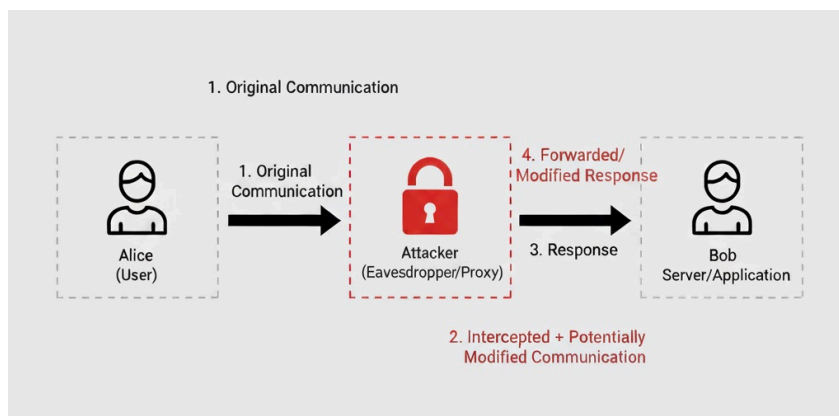 1. Original Communication
1. Original
Communication
4. Forwarded/
Modified Response
3. Response
Alice
(User)
Attacker
(Eavesdropper/Proxy)
Bob
Server/Application
2. Intercepted + Potentially
Modified Communication